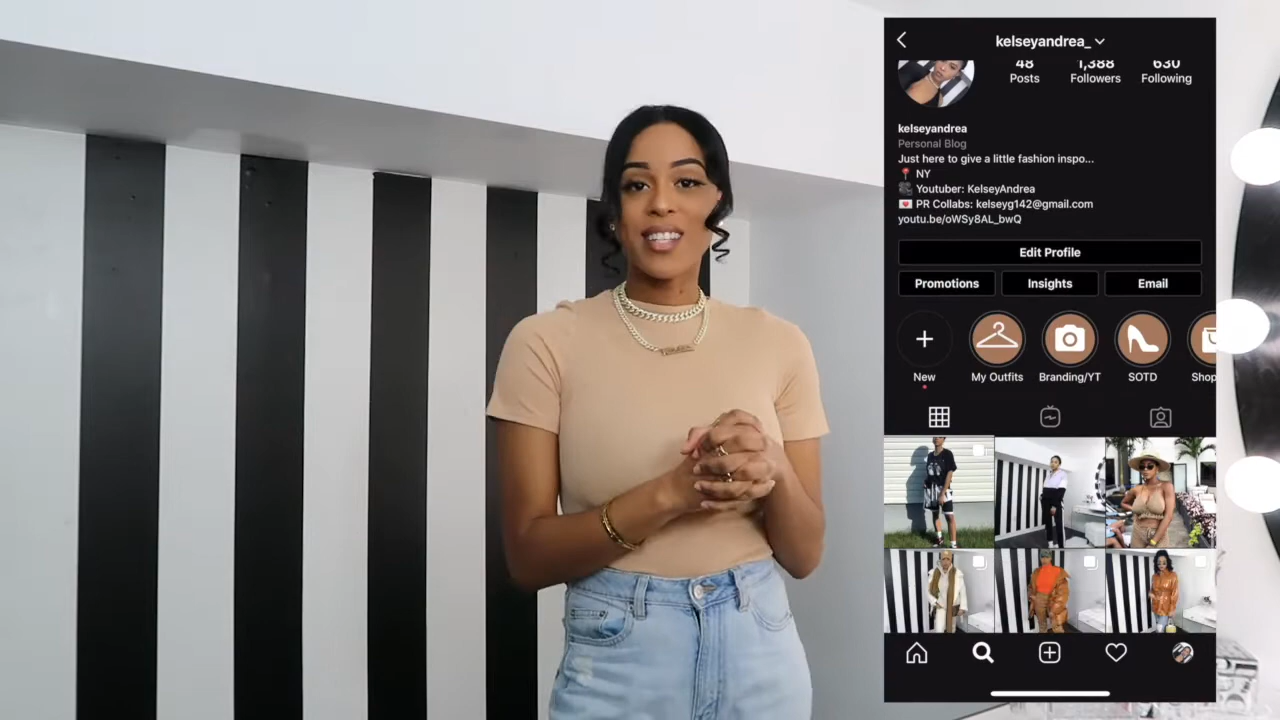 kelseyandrea_
48 1,388 630
Posts Followers Following
kelseyandrea
Personal Blog
Just here to give a little fashion inspo...
📍 NY
🎥 Youtuber: KelseyAndrea
💌 PR Collabs: kelseyg142@gmail.com
youtu.be/oWSy8AL_bwQ
Edit Profile
Promotions Insights Email
New My Outfits Branding/YT SOTD Shop